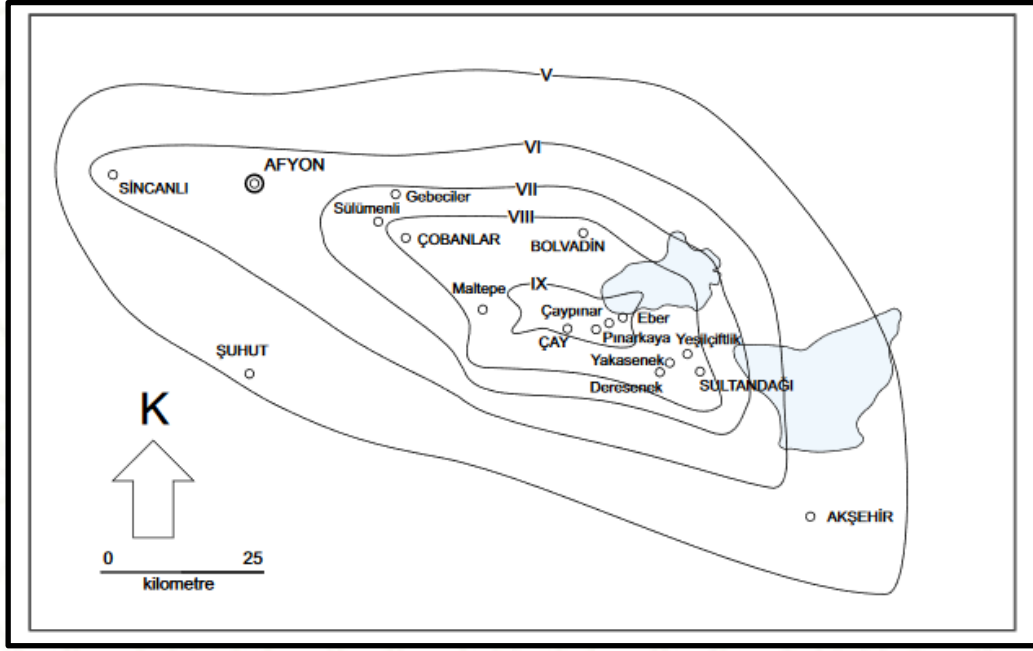 V
VI
AFYON
SİNCANLI
VII
Gebeciler
Sülümenli
VIII
ÇOBANLAR
BOLVADİN
IX
Maltepe
Çaypınar
Eber
ÇAY
Pınarkaya
Yeşilçiftlik
ŞUHUT
Yakasenek
Deresenek
SULTANDAĞI
K
AKŞEHİR
0 25
kilometre